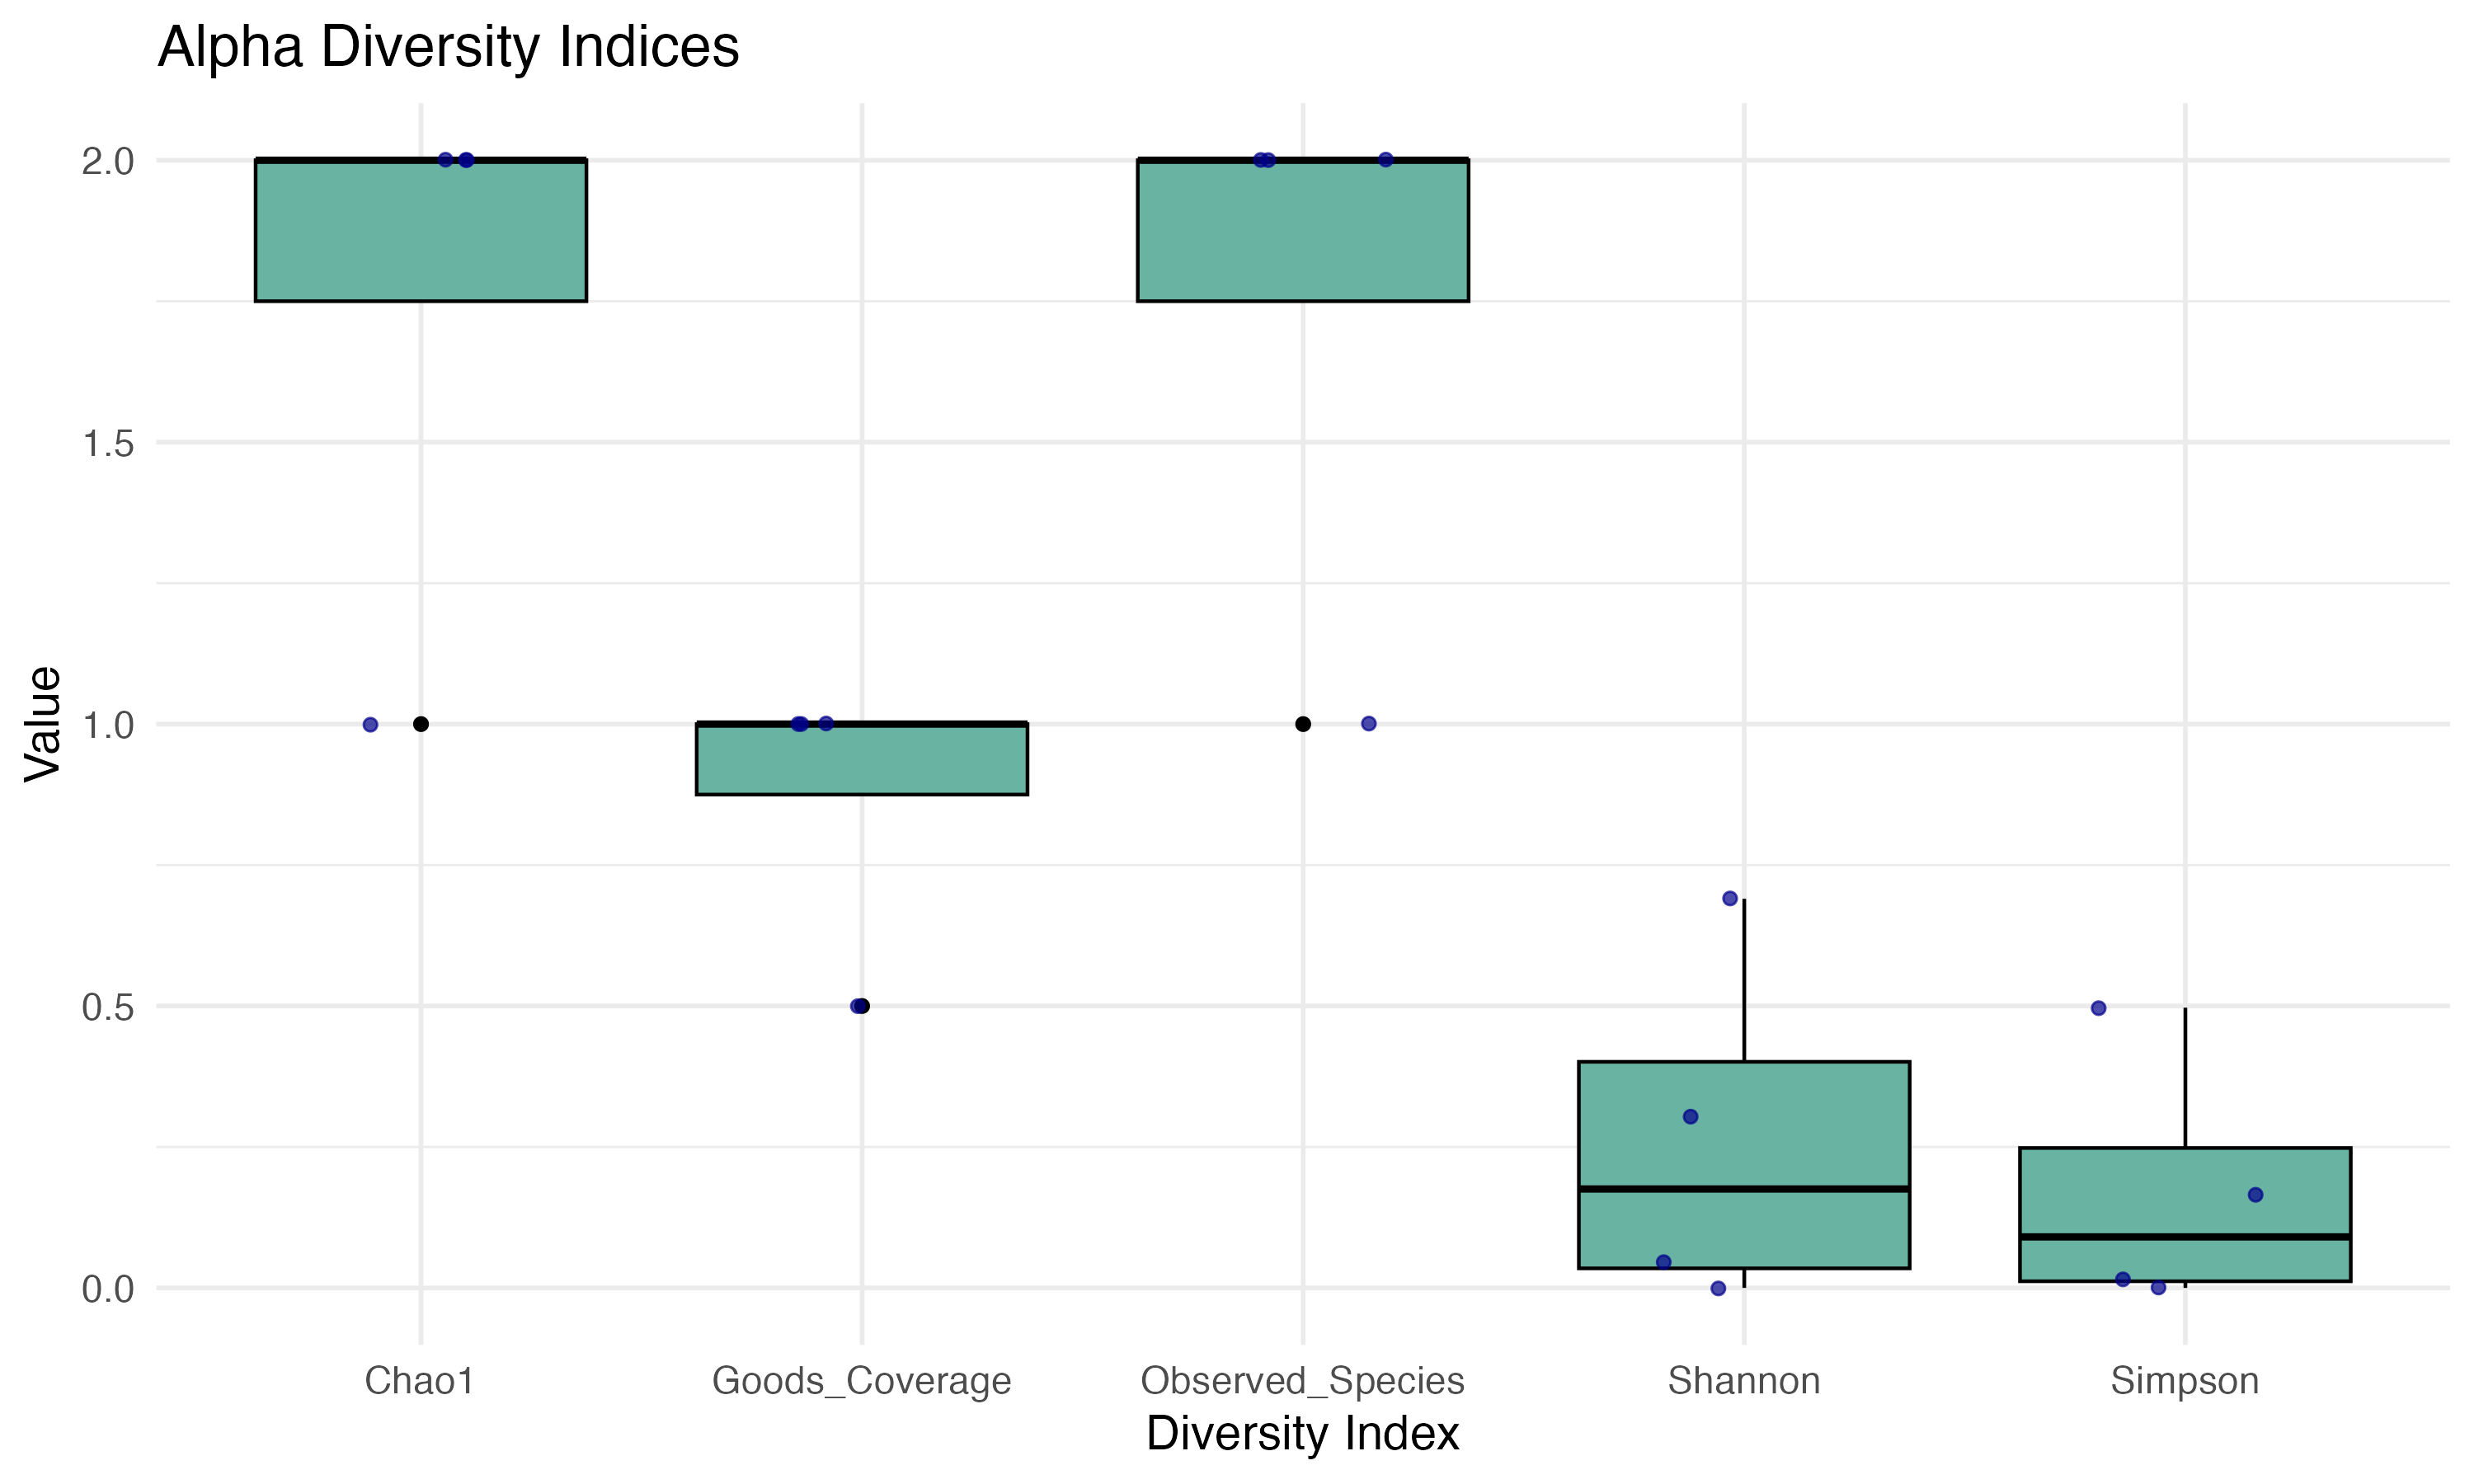 Alpha Diversity Indices
Value
2.0
1.5
1.0
0.5
0.0
Chao1 Goods_Coverage Observed_Species Shannon Simpson
Diversity Index